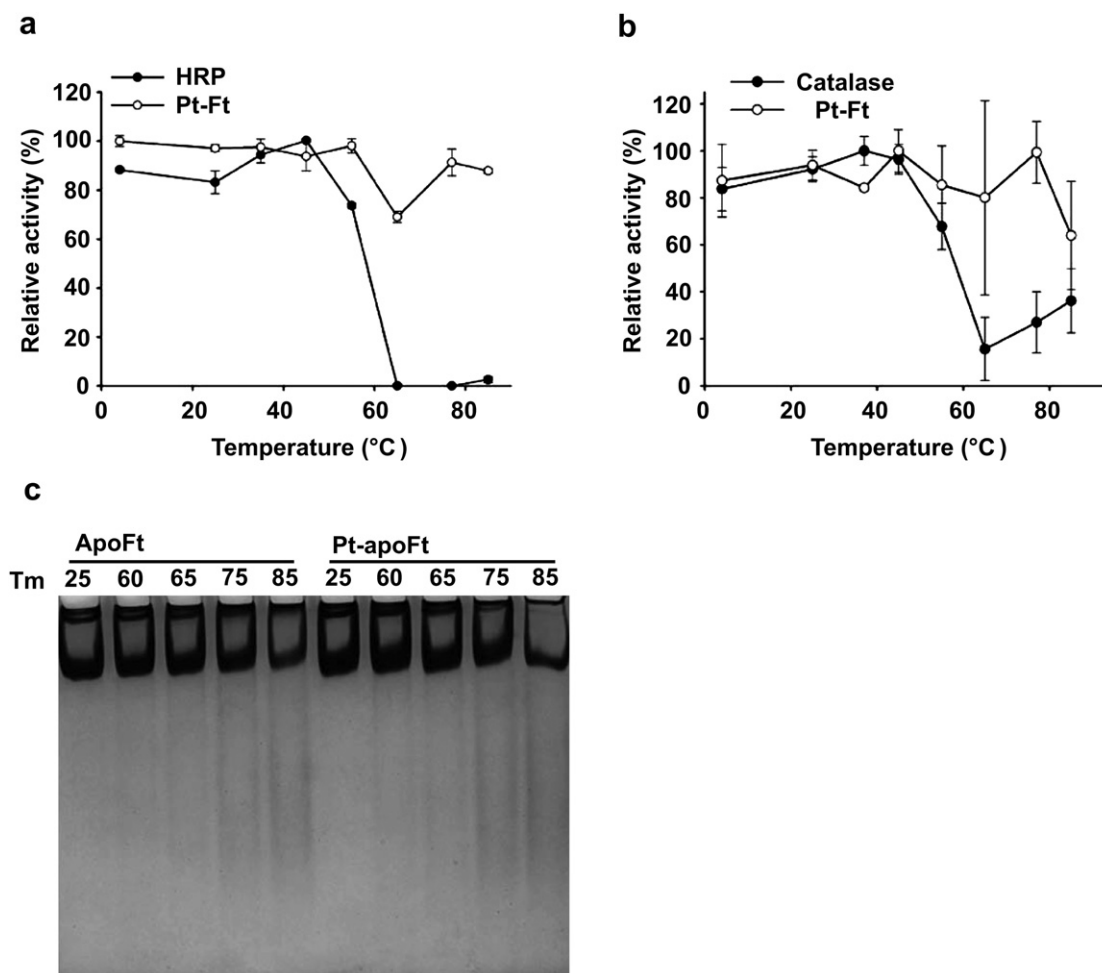 a
HRP
Pt-Ft
120
100
80
60
40
20
0
Relative activity (%)
0 20 40 60 80
Temperature (°C)
b
Catalase
Pt-Ft
120
100
80
60
40
20
0
Relative activity (%)
0 20 40 60 80
Temperature (°C)
c
ApoFt Pt-apoFt
Tm 25 60 65 75 85 25 60 65 75 85